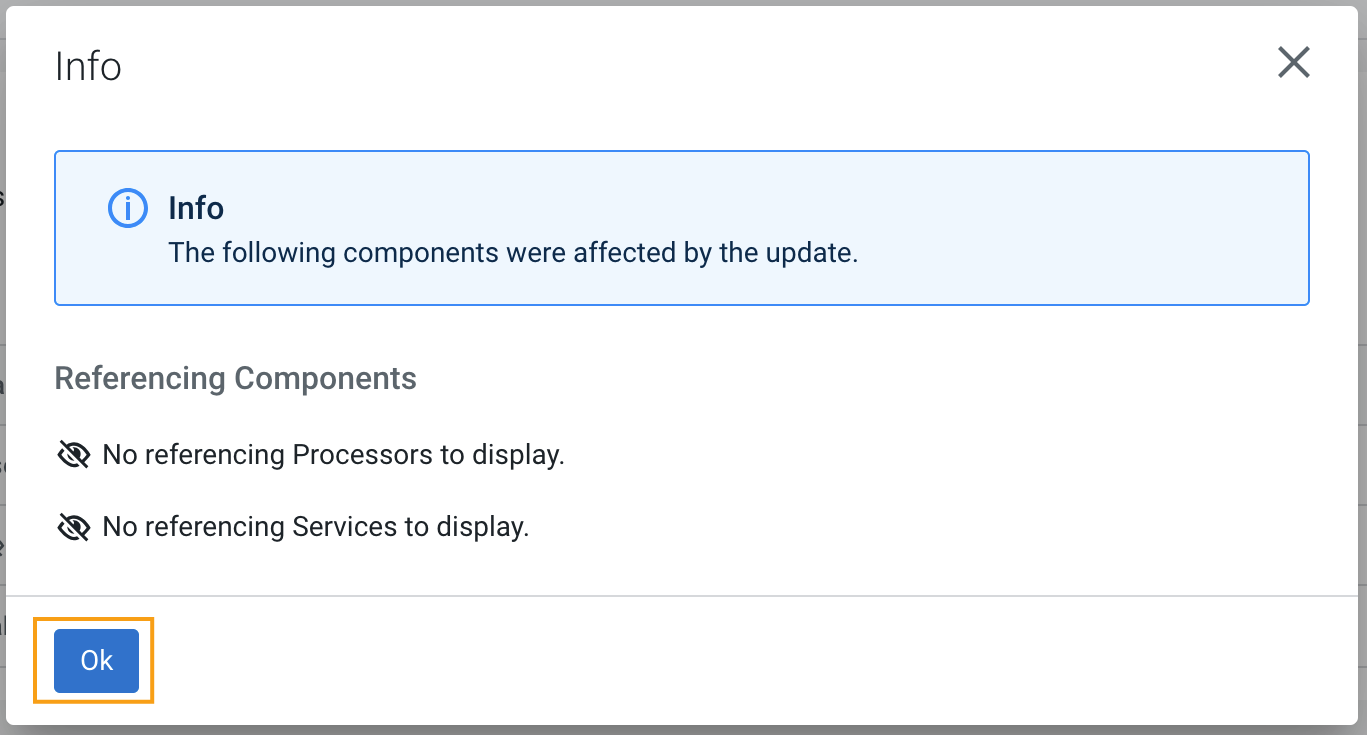 Info
Info
The following components were affected by the update.
Referencing Components
No referencing Processors to display.
No referencing Services to display.
Ok